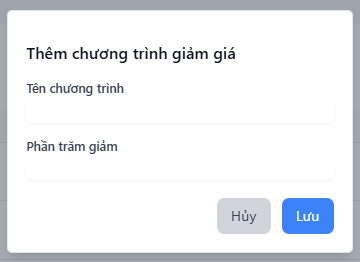 Thêm chương trình giảm giá
Tên chương trình
Phần trăm giảm
Hủy
Lưu